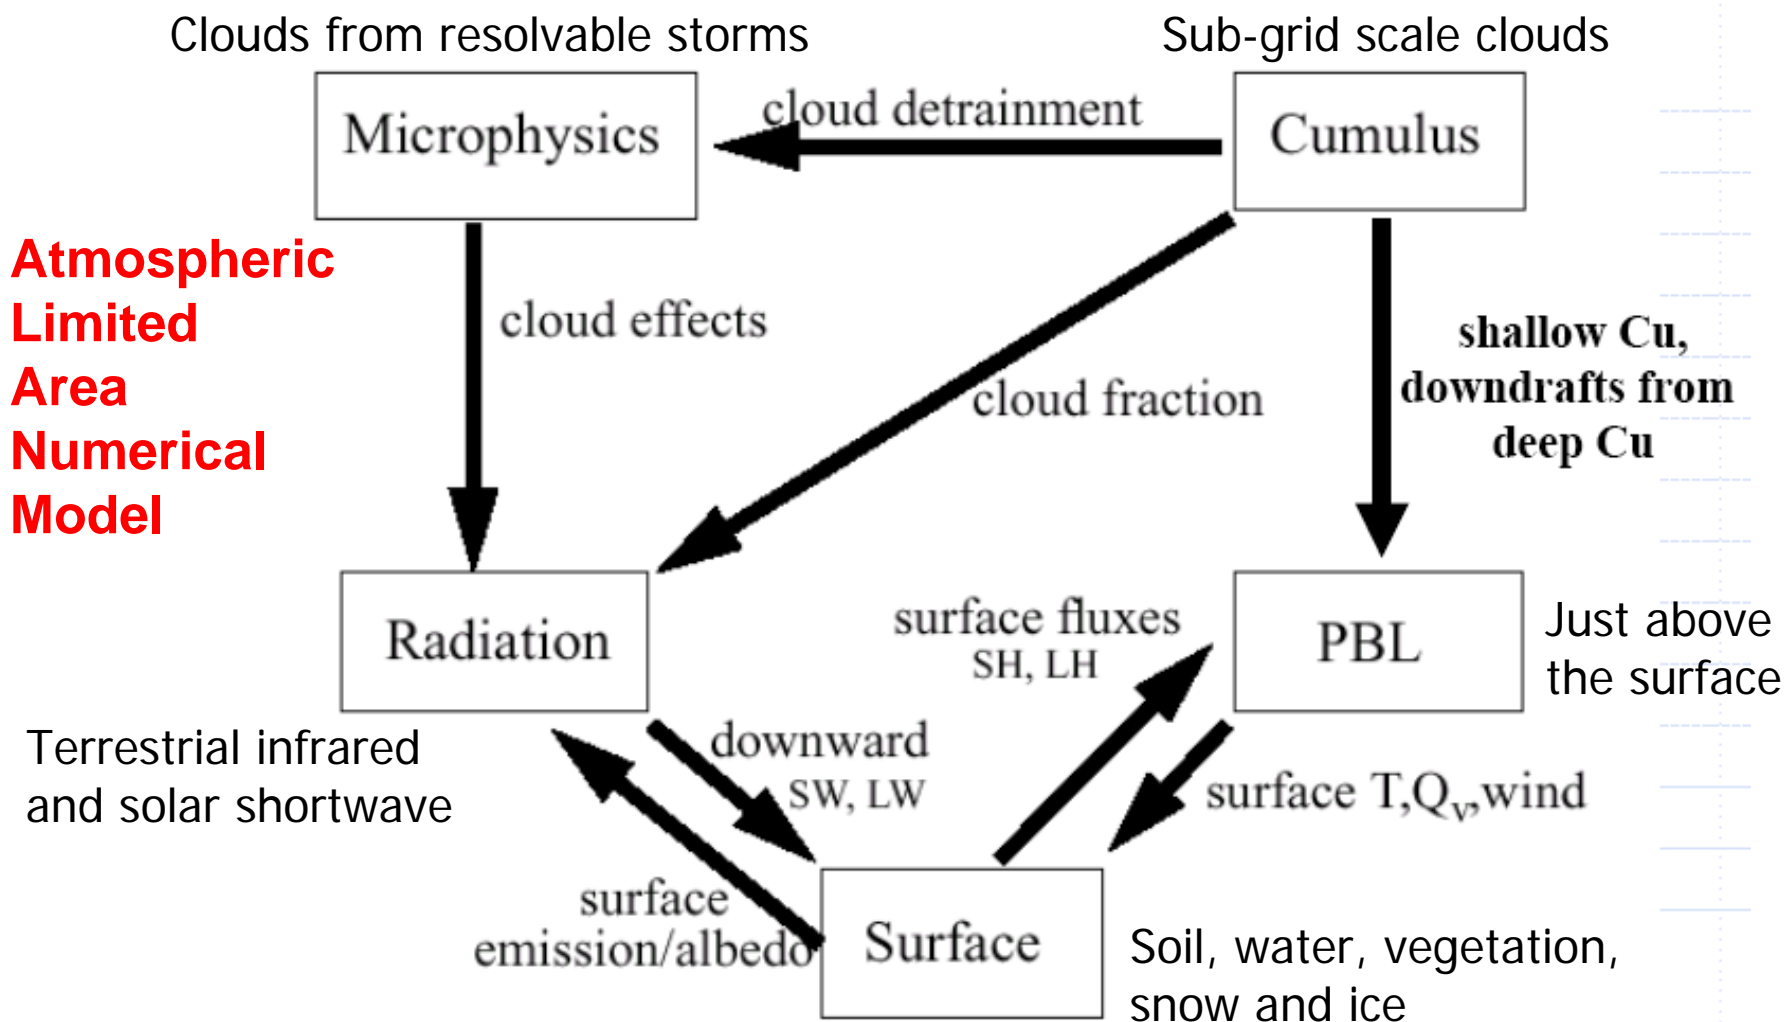 Clouds from resolvable storms
Sub-grid scale clouds
Microphysics
cloud detrainment
Cumulus
Atmospheric
Limited
Area
Numerical
Model
cloud effects
cloud fraction
shallow Cu,
downdrafts from
deep Cu
Radiation
surface fluxes
SH, LH
PBL
Just above
the surface
Terrestrial infrared
and solar shortwave
downward
SW, LW
surface T,Qv,wind
surface
emission/albedo
Surface
Soil, water, vegetation,
snow and ice